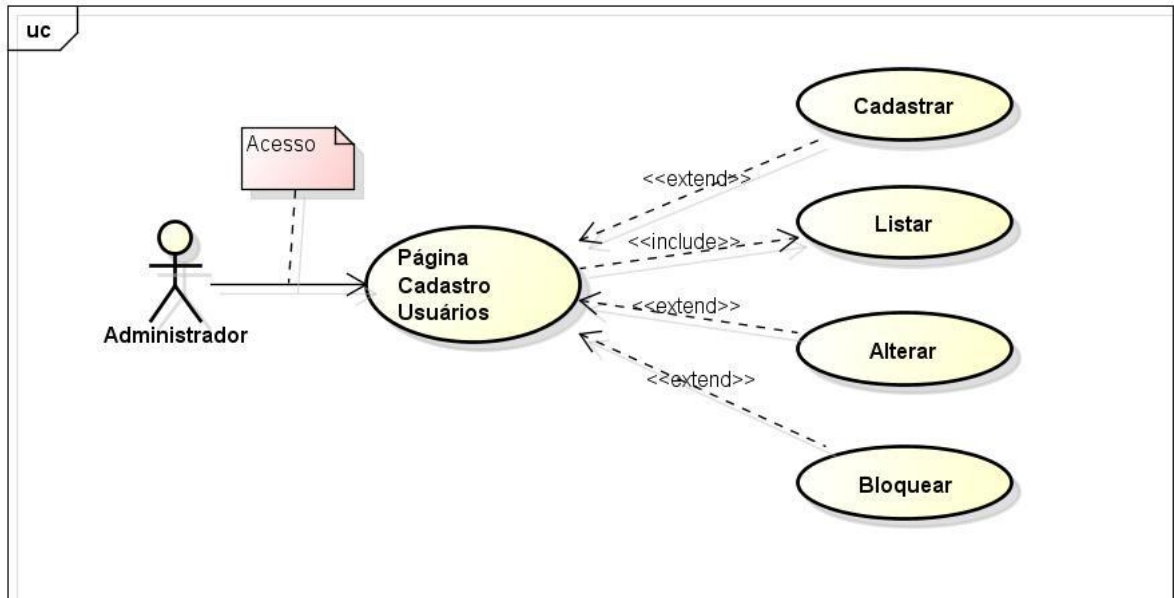 uc
Cadastrar
Acesso
<<extend>>
Listar
<<include>>
Página
Cadastro
Usuários
<<extend>>
Administrador
Alterar
<<extend>>
Bloquear